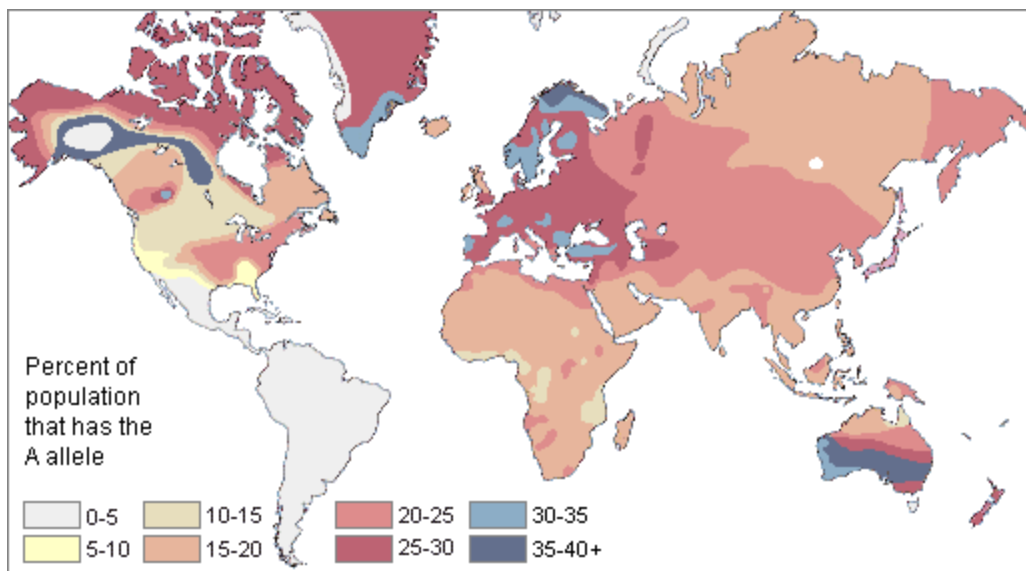 Percent of
population
that has the
A allele
0-5
10-15
20-25
30-35
5-10
15-20
25-30
35-40+